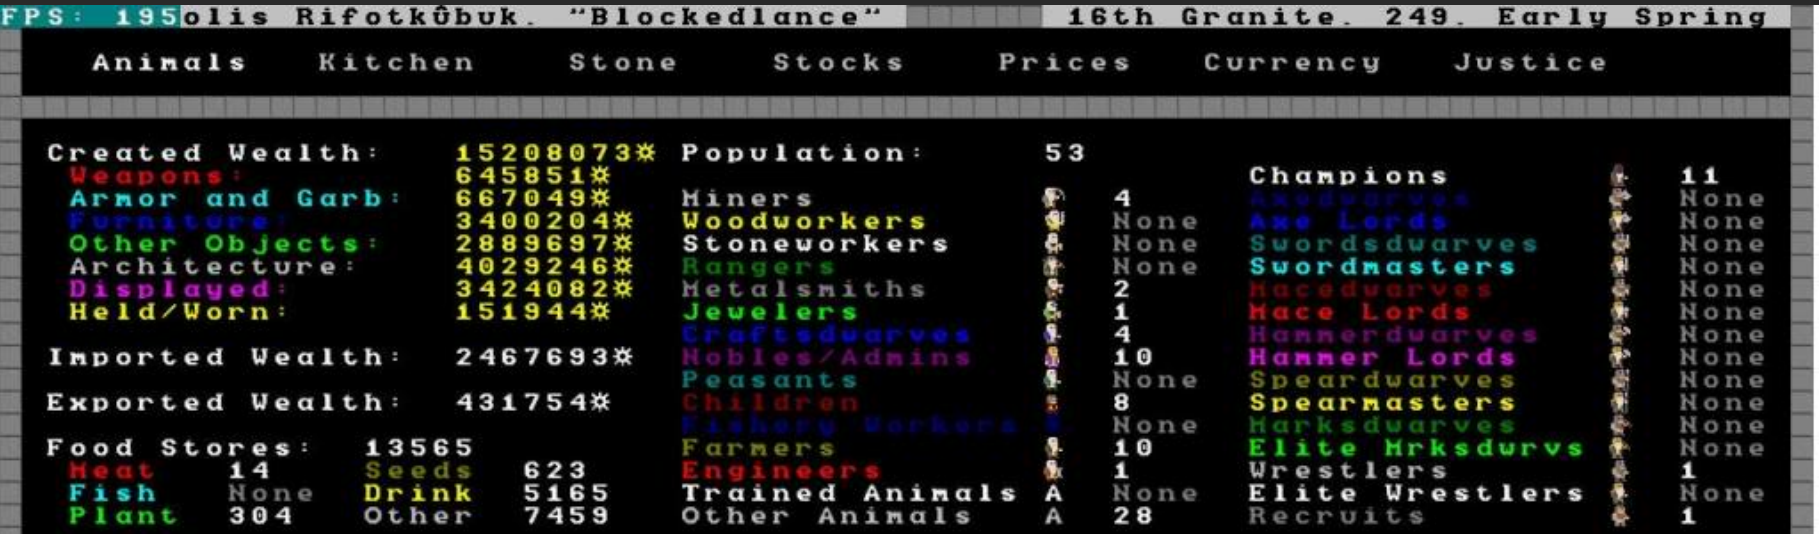 FPS: 195olis Rifotkûbuk. "Blockedlance" 16th Granite. 249. Early Spring
Animals Kitchen Stone Stocks Prices Currency Justice
Created Wealth: 15208073☼ Population: 53
Weapons: 645851☼ Champions 11
Armor and Garb: 667049☼ Miners 4 Axedwarves None
Furniture: 3400204☼ Woodworkers None Axe Lords None
Other Objects: 2889697☼ Stoneworkers None Swordsdwarves None
Architecture: 4029246☼ Rangers None Swordmasters None
Displayed: 3424082☼ Metalsmiths 2 Macedwarves None
Held/Worn: 151944☼ Jewelers 1 Mace Lords None
Craftsdwarves 4 Hammerdwarves None
Imported Wealth: 2467693☼ Nobles/Admins 10 Hammer Lords None
Peasants None Speardwarves None
Exported Wealth: 431754☼ Children 8 Spearmasters None
Fishery Workers None Marksdwarves None
Food Stores: 13565 Farmers 10 Elite Mrksdwrvs None
Meat 14 Seeds 623 Engineers 1 Wrestlers 1
Fish None Drink 5165 Trained Animals A None Elite Wrestlers None
Plant 304 Other 7459 Other Animals A 28 Recruits 1